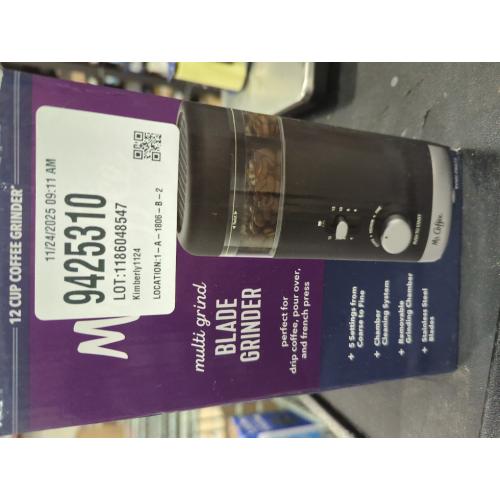 12 CUP COFFEE GRINDER*
11/24/2025 09:11 AM
9425310
LOT:1186048547
Kimberly1124
LOCATION:1-A-1806-B-2
M
multi grind
BLADE
GRINDER
perfect for
drip coffee, pour over,
and french press
+ 5 Settings from
Coarse to Fine
+ Chamber
Cleaning System
+ Removable
Grinding Chamber
+ Stainless Steel
Blades
Mr. Coffee